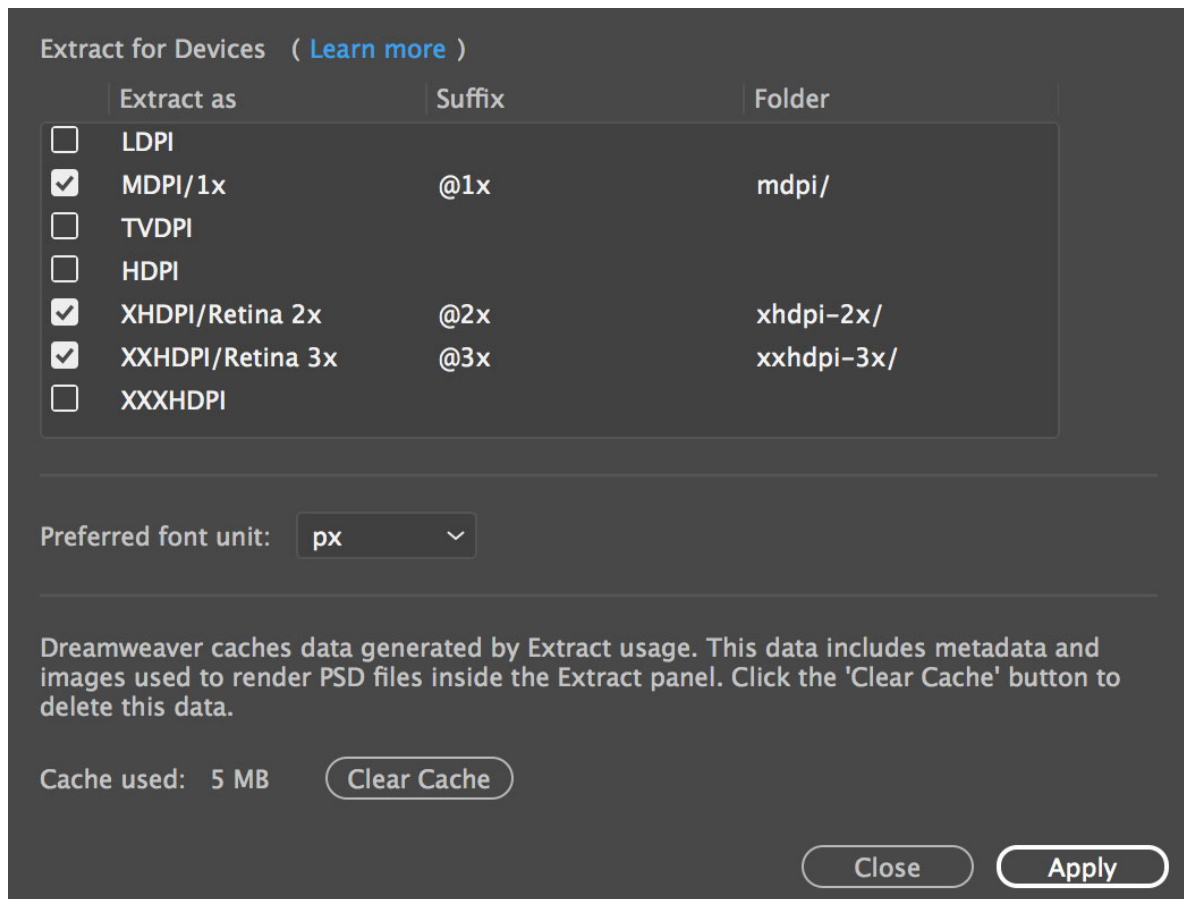 Extract for Devices ( Learn more )
Extract as Suffix Folder
LDPI
MDPI/1x @1x mdpi/
TVDPI
HDPI
XHDPI/Retina 2x @2x xhdpi-2x/
XXHDPI/Retina 3x @3x xxhdpi-3x/
XXXHDPI
Preferred font unit: px
Dreamweaver caches data generated by Extract usage. This data includes metadata and
images used to render PSD files inside the Extract panel. Click the 'Clear Cache' button to
delete this data.
Cache used: 5 MB Clear Cache
Close Apply